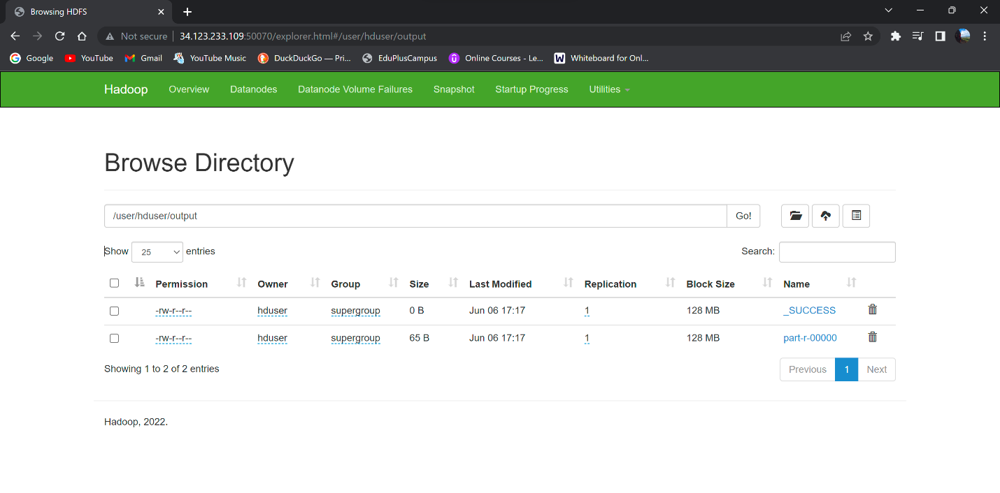 Browsing HDFS
Not secure 34.123.233.109:50070/explorer.html#/user/hduser/output
Google YouTube Gmail YouTube Music DuckDuckGo — Pri... EduPlusCampus Online Courses - Le... Whiteboard for Onl...
Hadoop Overview Datanodes Datanode Volume Failures Snapshot Startup Progress Utilities
Browse Directory
/user/hduser/output Go!
Show 25 entries Search:
Permission Owner Group Size Last Modified Replication Block Size Name
-rw-r--r-- hduser supergroup 0 B Jun 06 17:17 1 128 MB _SUCCESS
-rw-r--r-- hduser supergroup 65 B Jun 06 17:17 1 128 MB part-r-00000
Showing 1 to 2 of 2 entries Previous 1 Next
Hadoop, 2022.